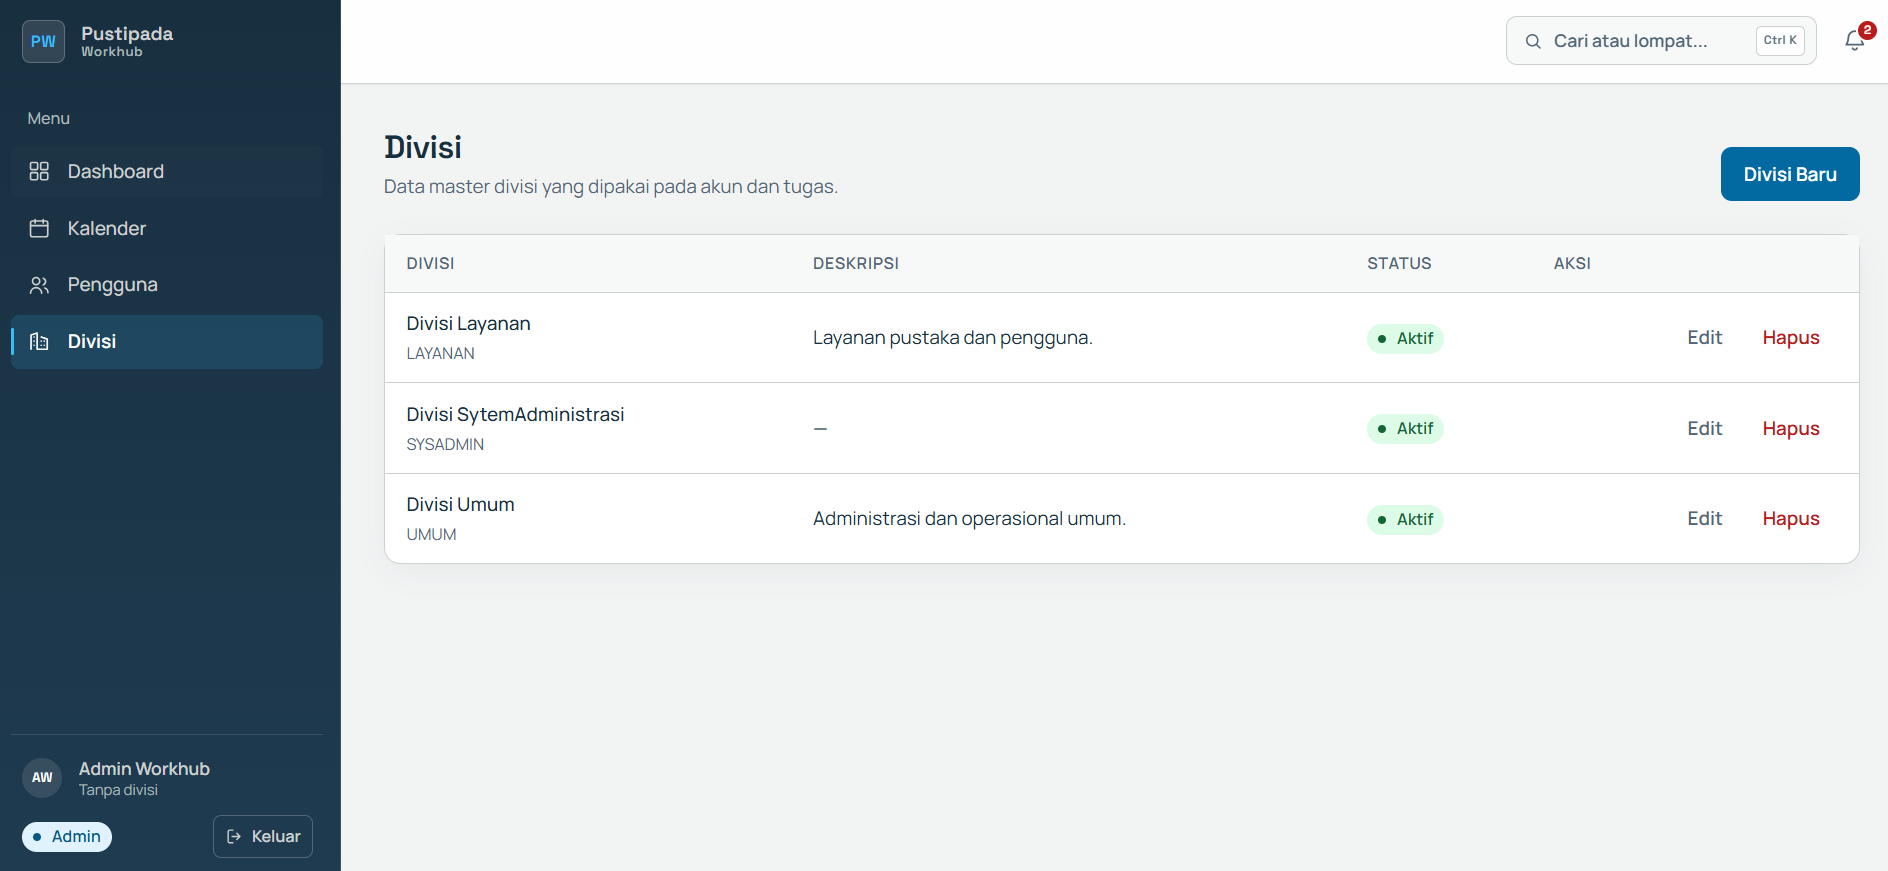 PW
Pustipada
Workhub
Menu
Dashboard
Kalender
Pengguna
Divisi
Admin Workhub
Tanpa divisi
AW
Admin
Keluar
Cari atau lompat...
Ctrl K
2
Divisi
Data master divisi yang dipakai pada akun dan tugas.
Divisi Baru
DIVISI DESKRIPSI STATUS AKSI
Divisi Layanan
LAYANAN
Layanan pustaka dan pengguna.
Aktif
Edit Hapus
Divisi SytemAdministrasi
SYSADMIN
—
Aktif
Edit Hapus
Divisi Umum
UMUM
Administrasi dan operasional umum.
Aktif
Edit Hapus